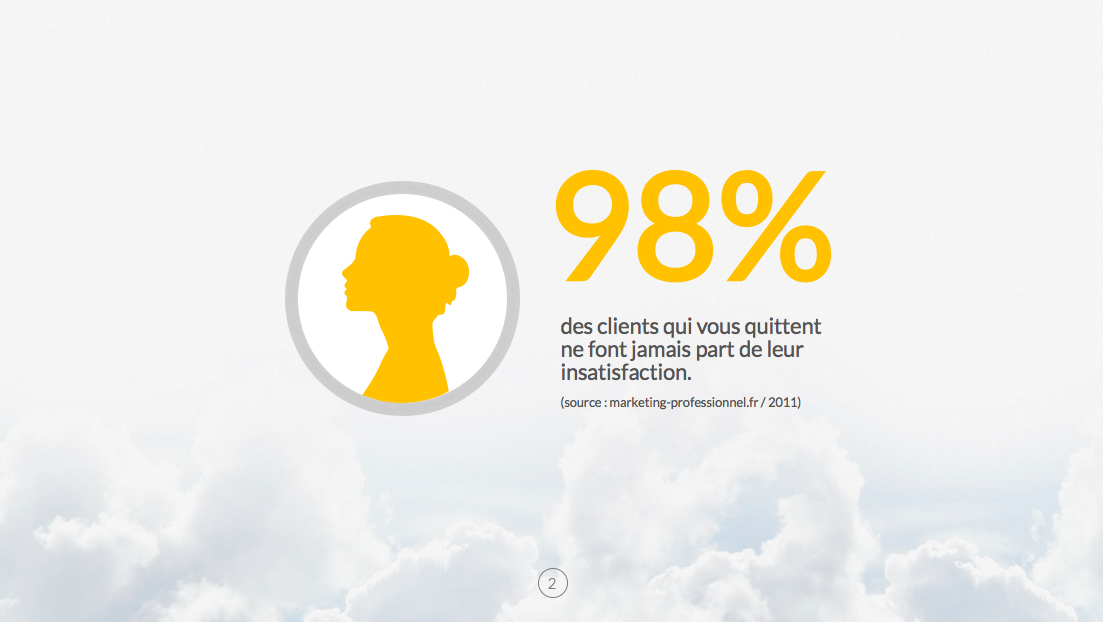 98%
des clients qui vous quittent
ne font jamais part de leur
insatisfaction.
(source : marketing-professionnel.fr / 2011)
2